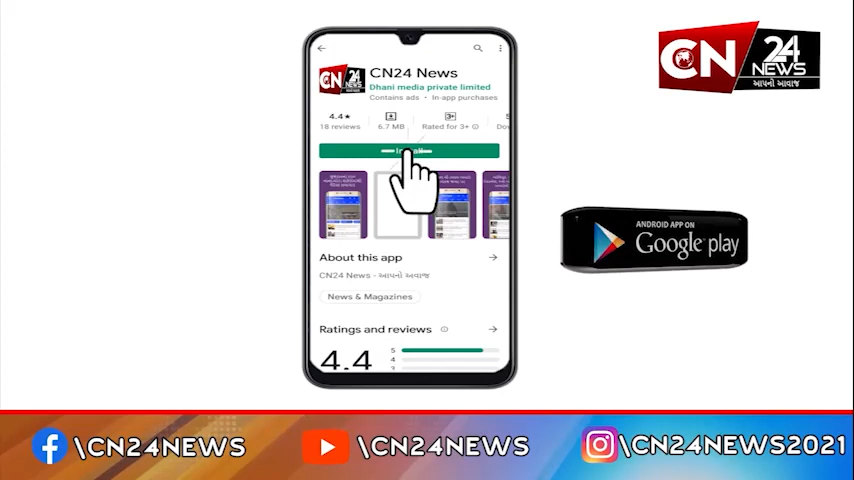 CN24 News
Dhani media private limited
Contains ads • In-app purchases
4.4★
18 reviews
6.7 MB
3+
Rated for 3+
About this app
CN24 News - આપનો અવાજ
News & Magazines
Ratings and reviews
4.4
5
4
3
CN 24
NEWS
આપનો અવાજ
ANDROID APP ON
Google play
\CN24NEWS
\CN24NEWS
\CN24NEWS2021